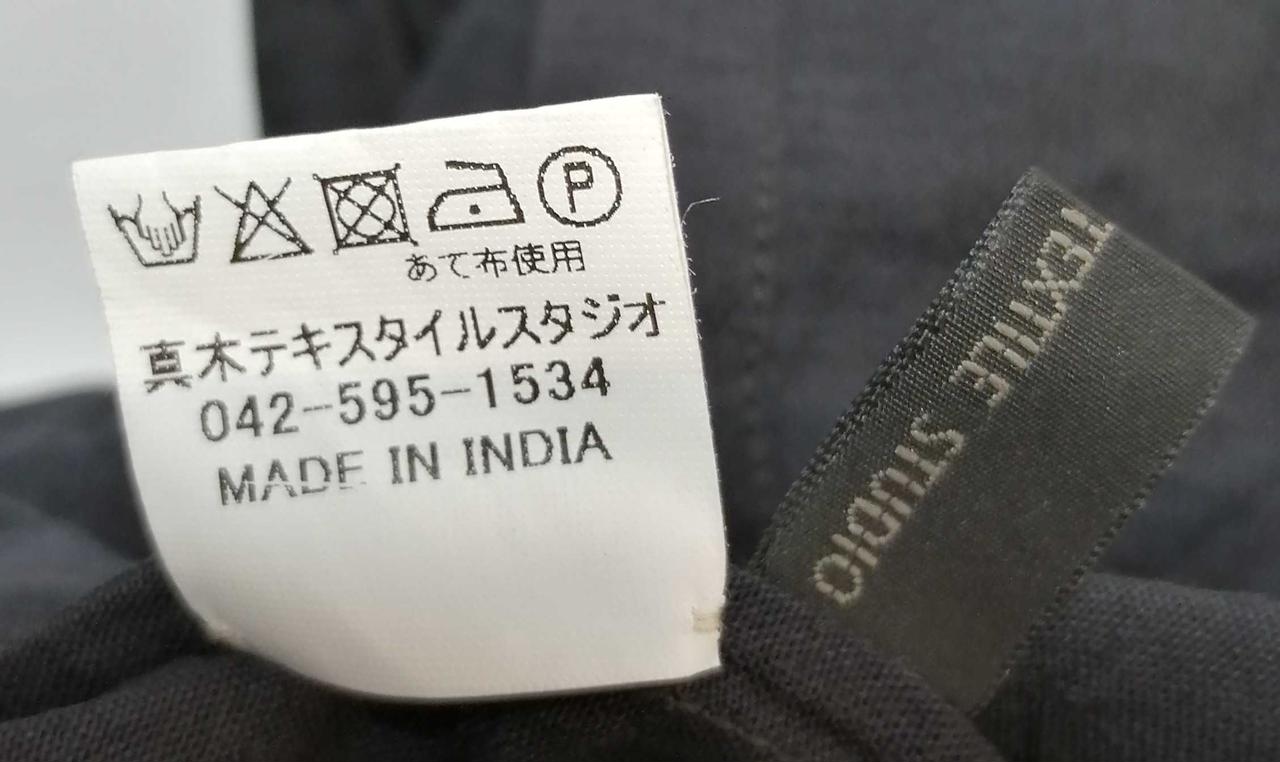 P
あて布使用
真木テキスタイルスタジオ
042-595-1534
MADE IN INDIA
TEXTILE STUDIO